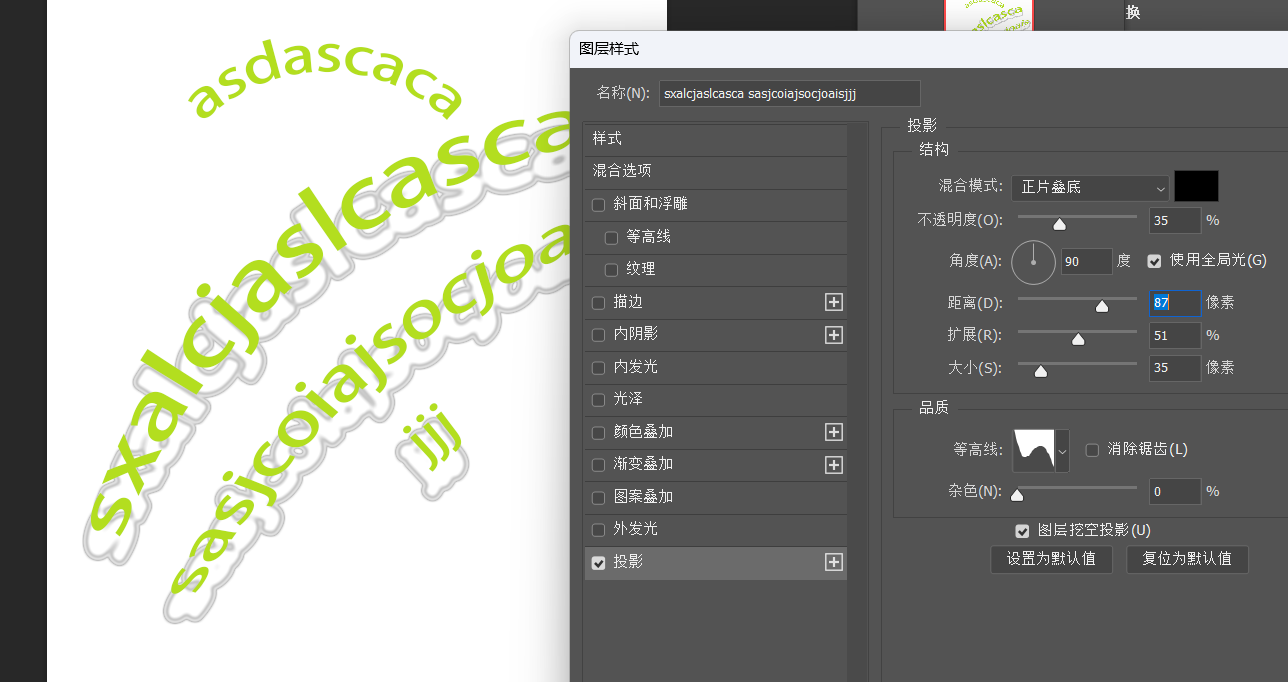 换
asdascaca
sxalcjaslcasca
sasjcoiajsocjoa
jjj
图层样式
名称(N): sxalcjaslcasca sasjcoiajsocjoaisjjj
样式
混合选项
斜面和浮雕
等高线
纹理
描边
内阴影
内发光
光泽
颜色叠加
渐变叠加
图案叠加
外发光
投影
投影
结构
混合模式: 正片叠底
不透明度(O): 35 %
角度(A): 90 度 使用全局光(G)
距离(D): 87 像素
扩展(R): 51 %
大小(S): 35 像素
品质
等高线: 消除锯齿(L)
杂色(N): 0 %
图层挖空投影(U)
设置为默认值 复位为默认值